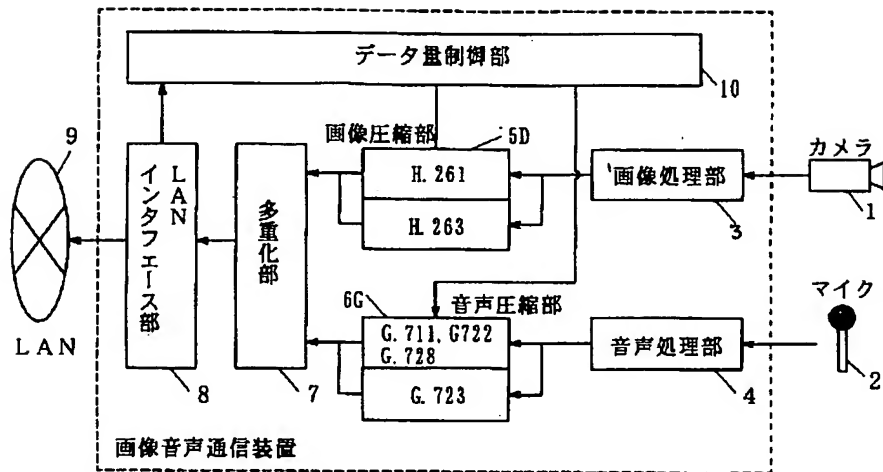 データ量制御部
10
画像圧縮部
5D
9
カメラ
LAN
インタフェース部
多重化部
H.261
H.263
画像処理部
1
3
6G
音声圧縮部
マイク
G.711,G722
G.728
G.723
音声処理部
LAN
8
7
4
2
画像音声通信装置